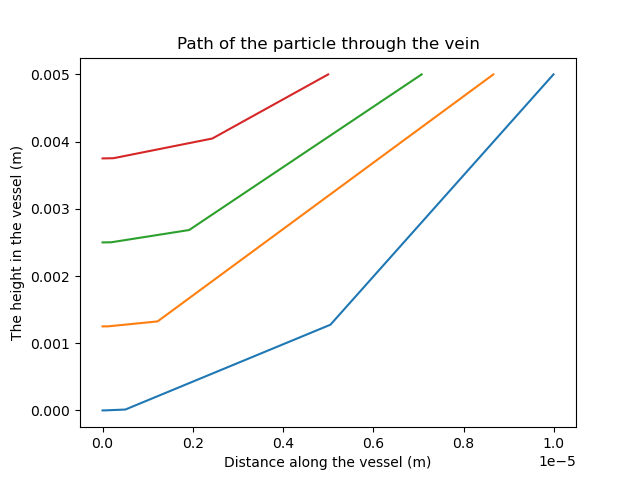 Path of the particle through the vein
The height in the vessel (m)
0.005
0.004
0.003
0.002
0.001
0.000
0.0 0.2 0.4 0.6 0.8 1.0
1e−5
Distance along the vessel (m)